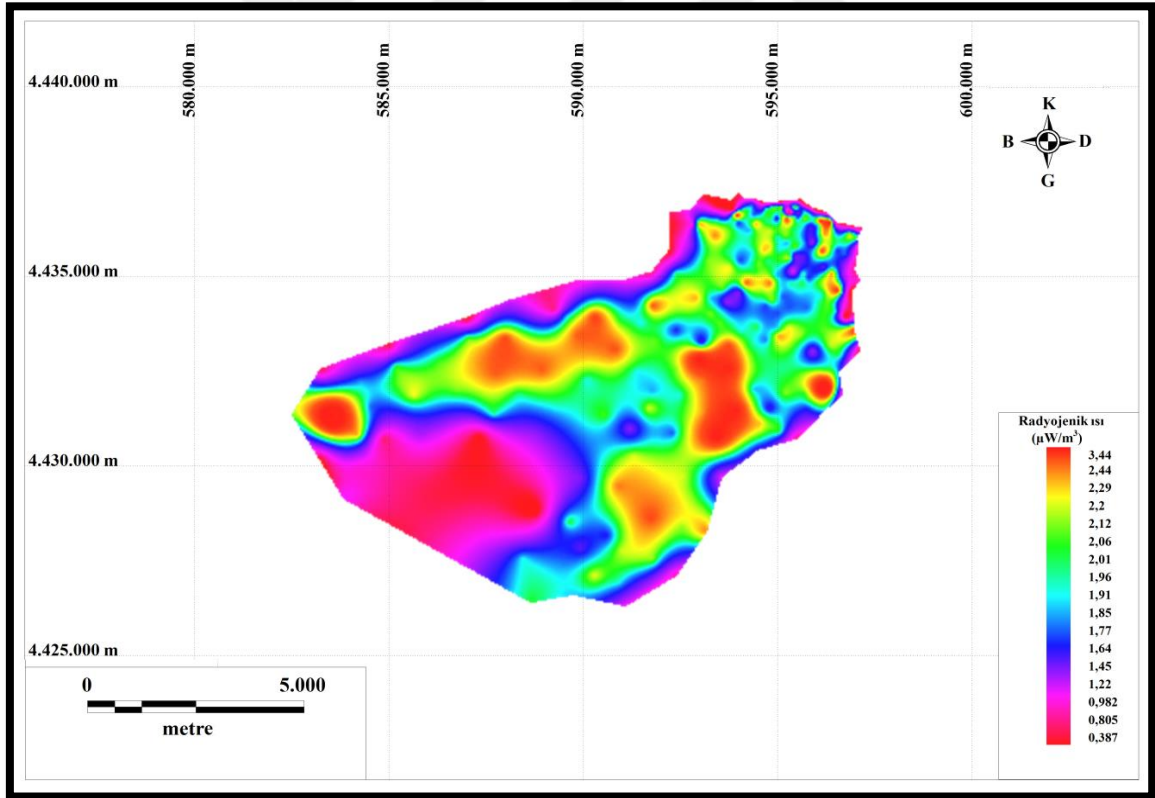 580.000 m
585.000 m
590.000 m
595.000 m
600.000 m
4.440.000 m
K
B D
G
4.435.000 m
4.430.000 m
4.425.000 m
Radyojenik ısı
(µW/m³)
3,44
2,44
2,29
2,2
2,12
2,06
2,01
1,96
1,91
1,85
1,77
1,64
1,45
1,22
0,982
0,805
0,387
0 5.000
metre